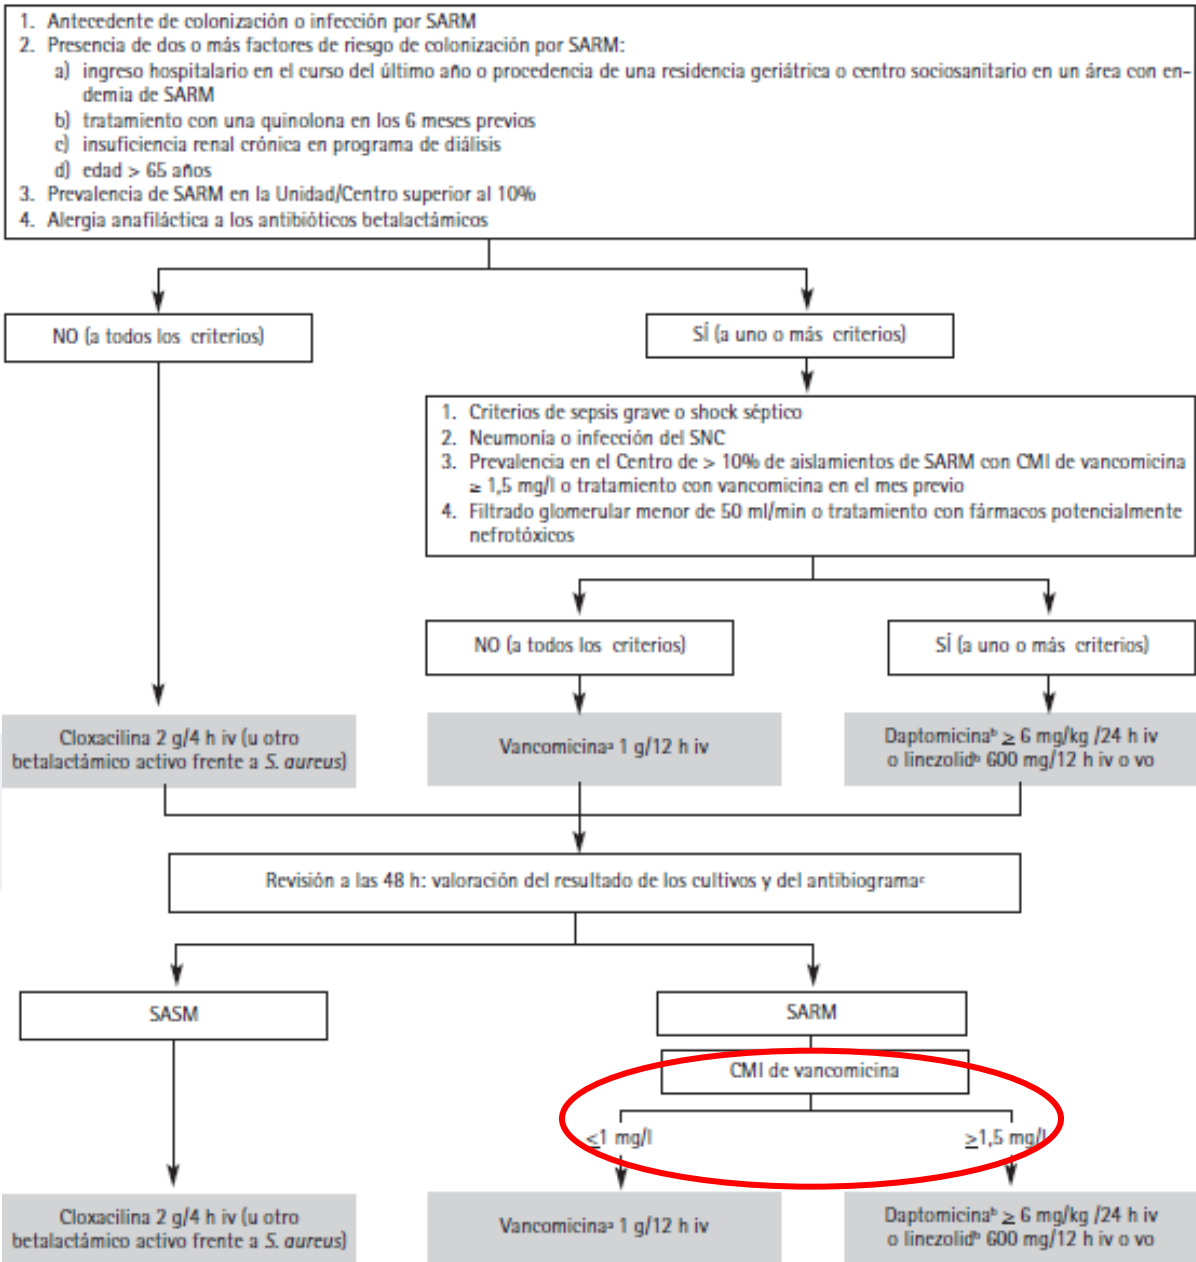 1. Antecedente de colonización o infección por SARM
2. Presencia de dos o más factores de riesgo de colonización por SARM:
a) ingreso hospitalario en el curso del último año o procedencia de una residencia geriátrica o centro sociosanitario en un área con en-
demia de SARM
b) tratamiento con una quinolona en los 6 meses previos
c) insuficiencia renal crónica en programa de diálisis
d) edad > 65 años
3. Prevalencia de SARM en la Unidad/Centro superior al 10%
4. Alergia anafiláctica a los antibióticos betalactámicos
NO (a todos los criterios)
SÍ (a uno o más criterios)
1. Criterios de sepsis grave o shock séptico
2. Neumonía o infección del SNC
3. Prevalencia en el Centro de > 10% de aislamientos de SARM con CMI de vancomicina
≥ 1,5 mg/l o tratamiento con vancomicina en el mes previo
4. Filtrado glomerular menor de 50 ml/min o tratamiento con fármacos potencialmente
nefrotóxicos
NO (a todos los criterios)
SÍ (a uno o más criterios)
Cloxacilina 2 g/4 h iv (u otro
betalactámico activo frente a S. aureus)
Vancomicinaᵃ 1 g/12 h iv
Daptomicinaᵇ ≥ 6 mg/kg /24 h iv
o linezolidᵇ 600 mg/12 h iv o vo
Revisión a las 48 h: valoración del resultado de los cultivos y del antibiogramaᶜ
SASM
SARM
CMI de vancomicina
≤1 mg/l
≥1,5 mg/l
Cloxacilina 2 g/4 h iv (u otro
betalactámico activo frente a S. aureus)
Vancomicinaᵃ 1 g/12 h iv
Daptomicinaᵇ ≥ 6 mg/kg /24 h iv
o linezolidᵇ 600 mg/12 h iv o vo